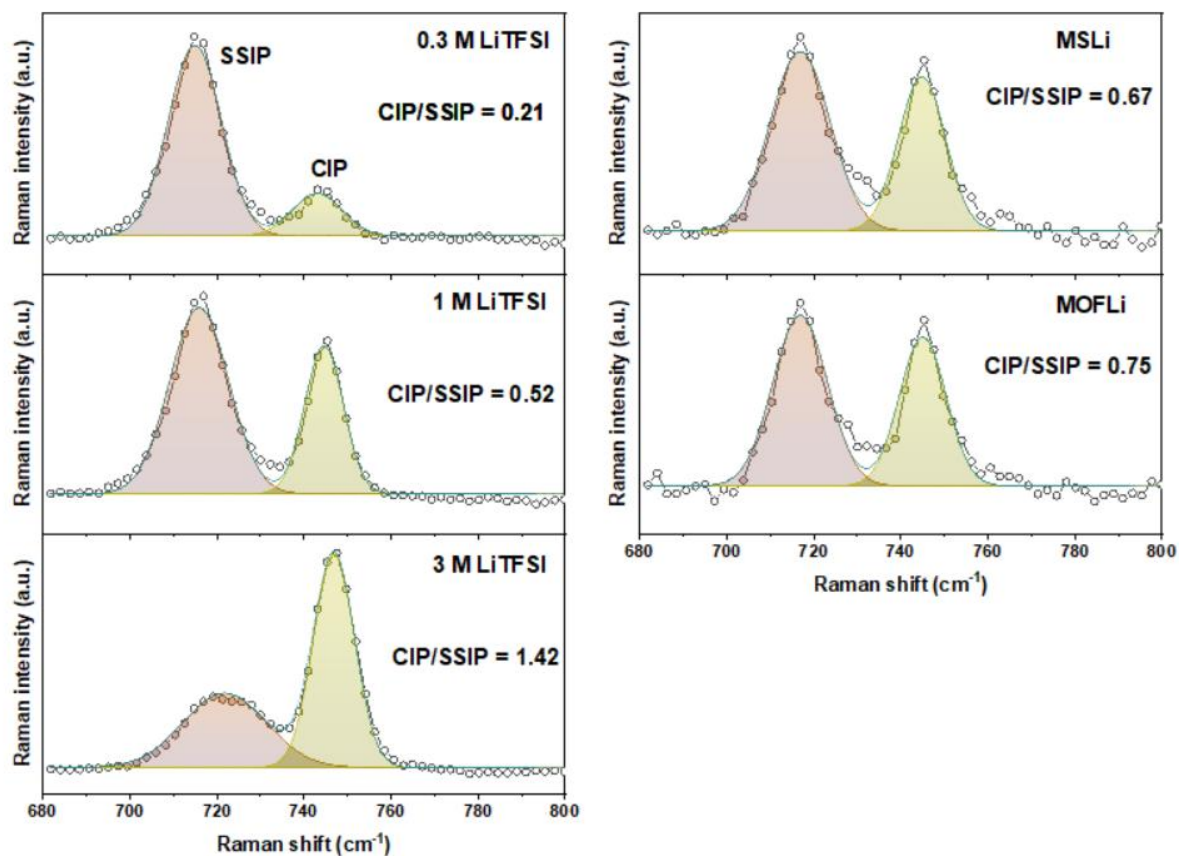 Raman intensity (a.u.)
0.3 M LiTFSI
SSIP
CIP/SSIP = 0.21
CIP
Raman intensity (a.u.)
1 M LiTFSI
CIP/SSIP = 0.52
Raman intensity (a.u.)
3 M LiTFSI
CIP/SSIP = 1.42
680 700 720 740 760 780 800
Raman shift (cm⁻¹)
Raman intensity (a.u.)
MSLi
CIP/SSIP = 0.67
Raman intensity (a.u.)
MOFLi
CIP/SSIP = 0.75
680 700 720 740 760 780 800
Raman shift (cm⁻¹)